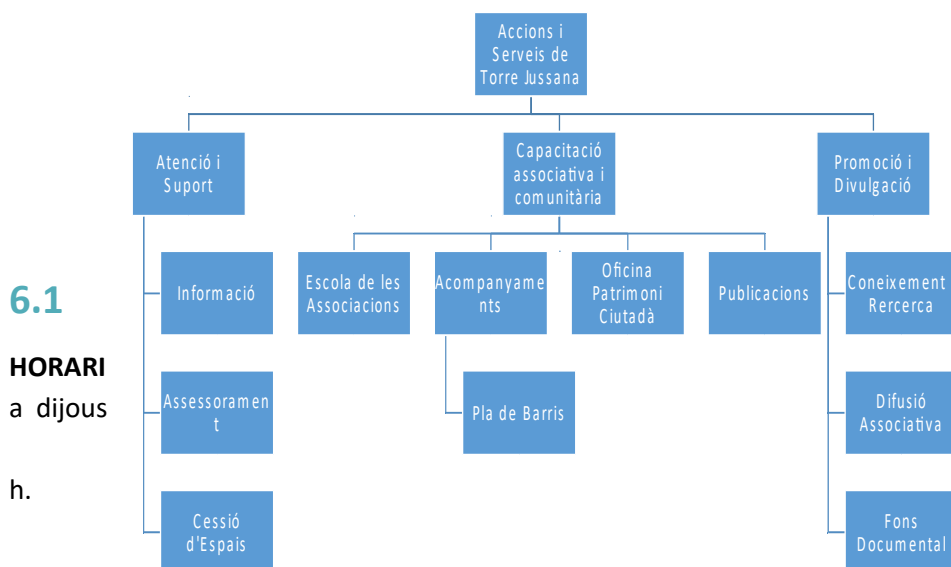 Accions i
Serveis de
Torre Jussana
Atenció i
Suport
Capacitació
associativa i
comunitària
Promoció i
Divulgació
Informació
Escola de les
Associacions
Acompanyame
nts
Oficina
Patrimoni
Ciutadà
Publicacions
Coneixement
Rercerca
6.1
HORARI
a dijous
Assessoramen
t
Pla de Barris
Difusió
Associativa
h.
Cessió
d'Espais
Fons
Documental